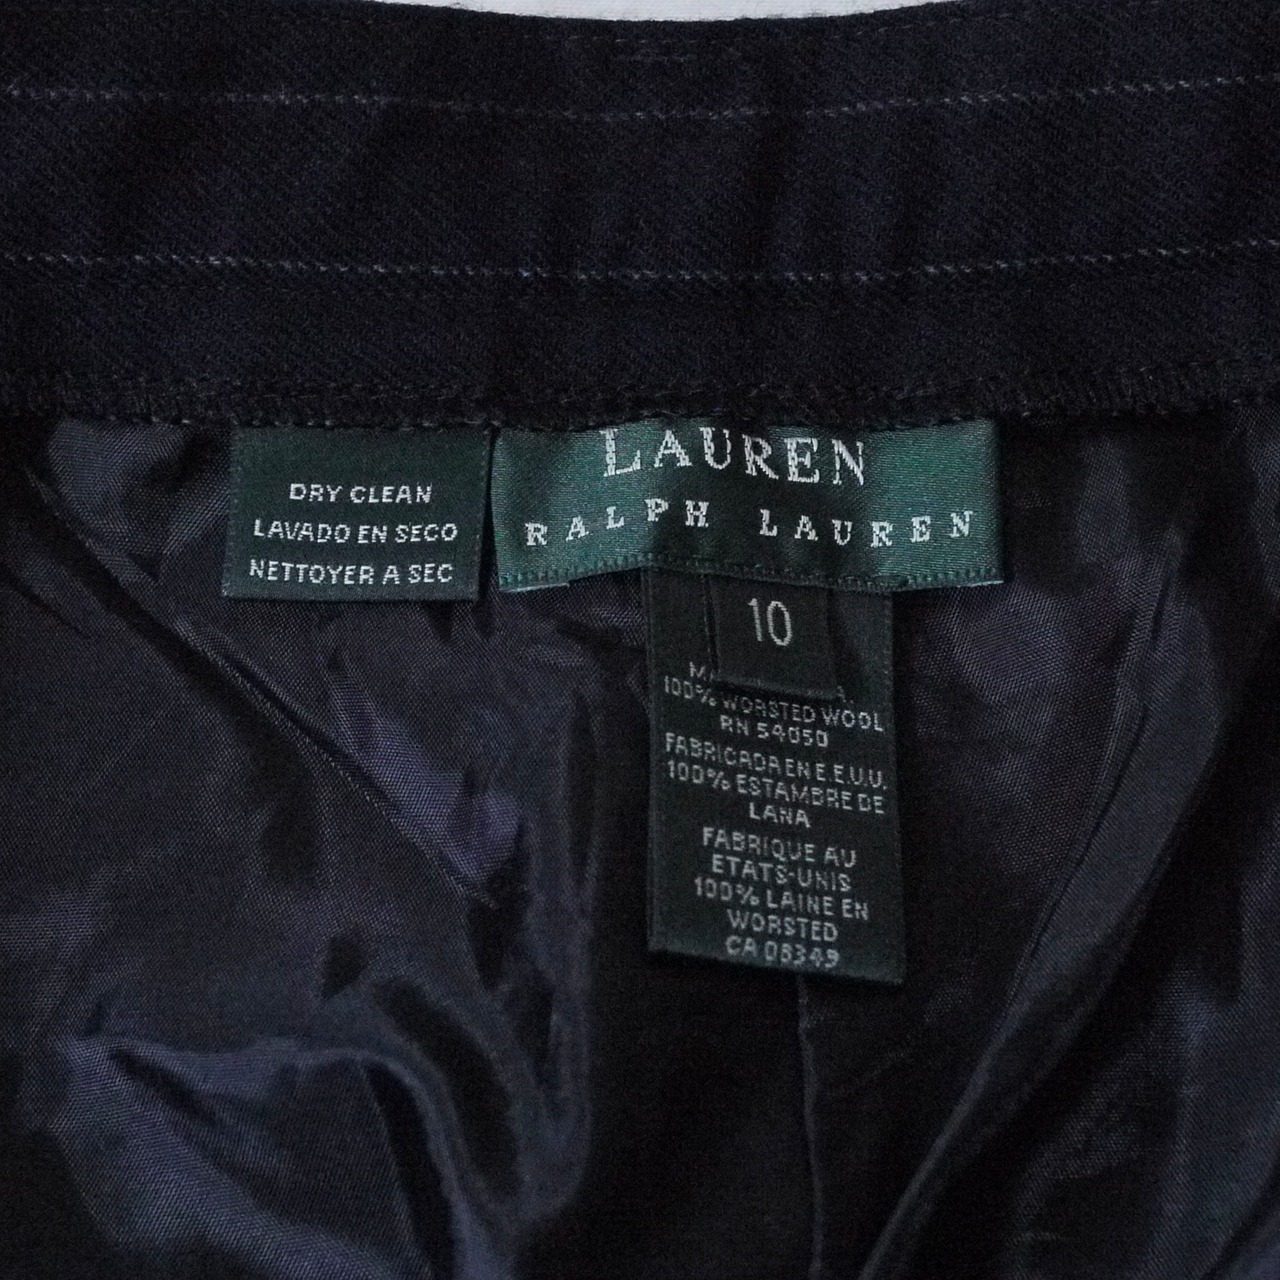 DRY CLEAN
LAVADO EN SECO
NETTOYER A SEC
LAUREN
RALPH LAUREN
10
100% WORSTED WOOL
RN 54050
FABRICADA EN E.E.U.U.
100% ESTAMBRE DE
LANA
FABRIQUE AU
ETATS-UNIS
100% LAINE EN
WORSTED
CA 08349